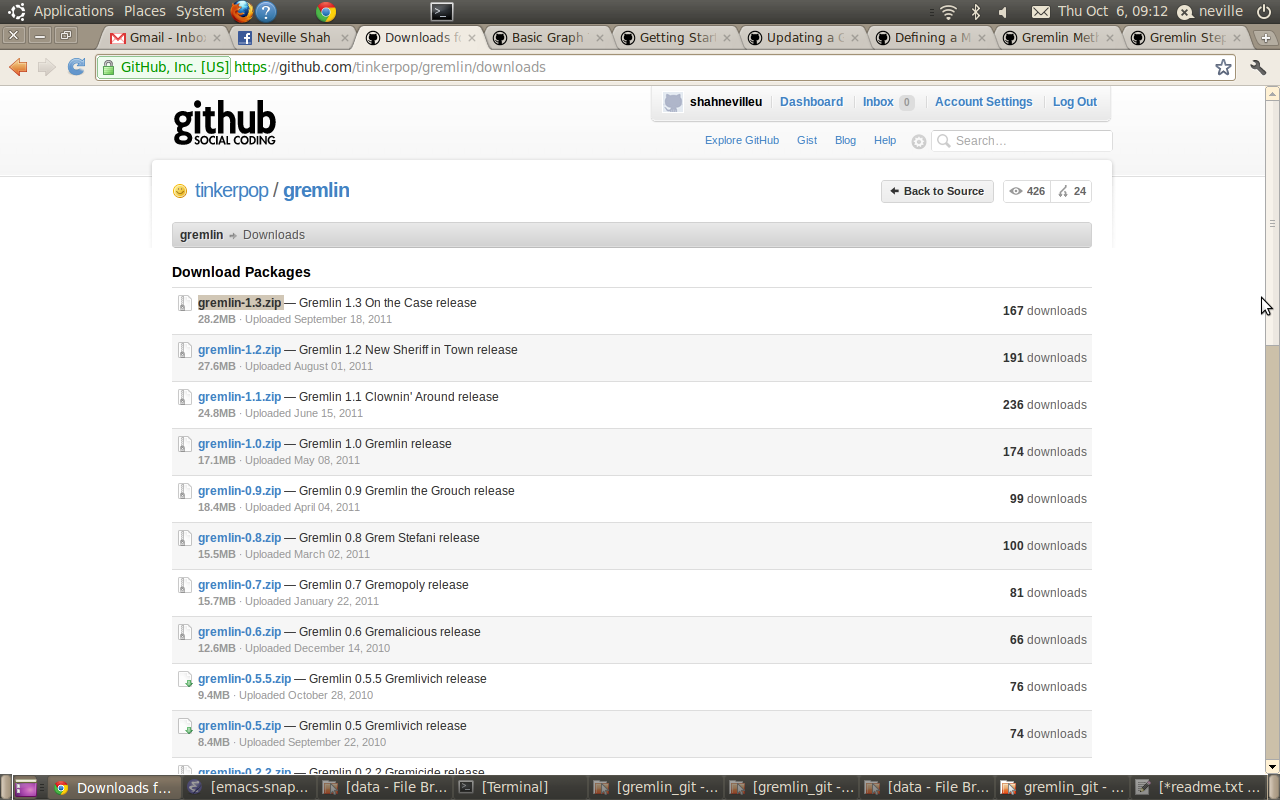 Applications Places System Thu Oct 6, 09:12 neville
Gmail - Inbo Neville Shah Downloads fo Basic Graph Getting Star Updating a G Defining a M Gremlin Meth Gremlin Step
GitHub, Inc. [US] https://github.com/tinkerpop/gremlin/downloads
github
SOCIAL CODING
shahnevilleu Dashboard Inbox 0 Account Settings Log Out
Explore GitHub Gist Blog Help Search…
tinkerpop / gremlin
Back to Source 426 24
gremlin Downloads
Download Packages
gremlin-1.3.zip — Gremlin 1.3 On the Case release
28.2MB · Uploaded September 18, 2011
167 downloads
gremlin-1.2.zip — Gremlin 1.2 New Sheriff in Town release
27.6MB · Uploaded August 01, 2011
191 downloads
gremlin-1.1.zip — Gremlin 1.1 Clownin' Around release
24.8MB · Uploaded June 15, 2011
236 downloads
gremlin-1.0.zip — Gremlin 1.0 Gremlin release
17.1MB · Uploaded May 08, 2011
174 downloads
gremlin-0.9.zip — Gremlin 0.9 Gremlin the Grouch release
18.4MB · Uploaded April 04, 2011
99 downloads
gremlin-0.8.zip — Gremlin 0.8 Grem Stefani release
15.5MB · Uploaded March 02, 2011
100 downloads
gremlin-0.7.zip — Gremlin 0.7 Gremopoly release
15.7MB · Uploaded January 22, 2011
81 downloads
gremlin-0.6.zip — Gremlin 0.6 Gremalicious release
12.6MB · Uploaded December 14, 2010
66 downloads
gremlin-0.5.5.zip — Gremlin 0.5.5 Gremlivich release
9.4MB · Uploaded October 28, 2010
76 downloads
gremlin-0.5.zip — Gremlin 0.5 Gremlivich release
8.4MB · Uploaded September 22, 2010
74 downloads
gremlin-0.2.2.zip — Gremlin 0.2.2 Gremicide release
Downloads f... [emacs-snap... [data - File Br... [Terminal] [gremlin_git -... [gremlin_git -... [data - File Br... gremlin_git - ... [*readme.txt ...